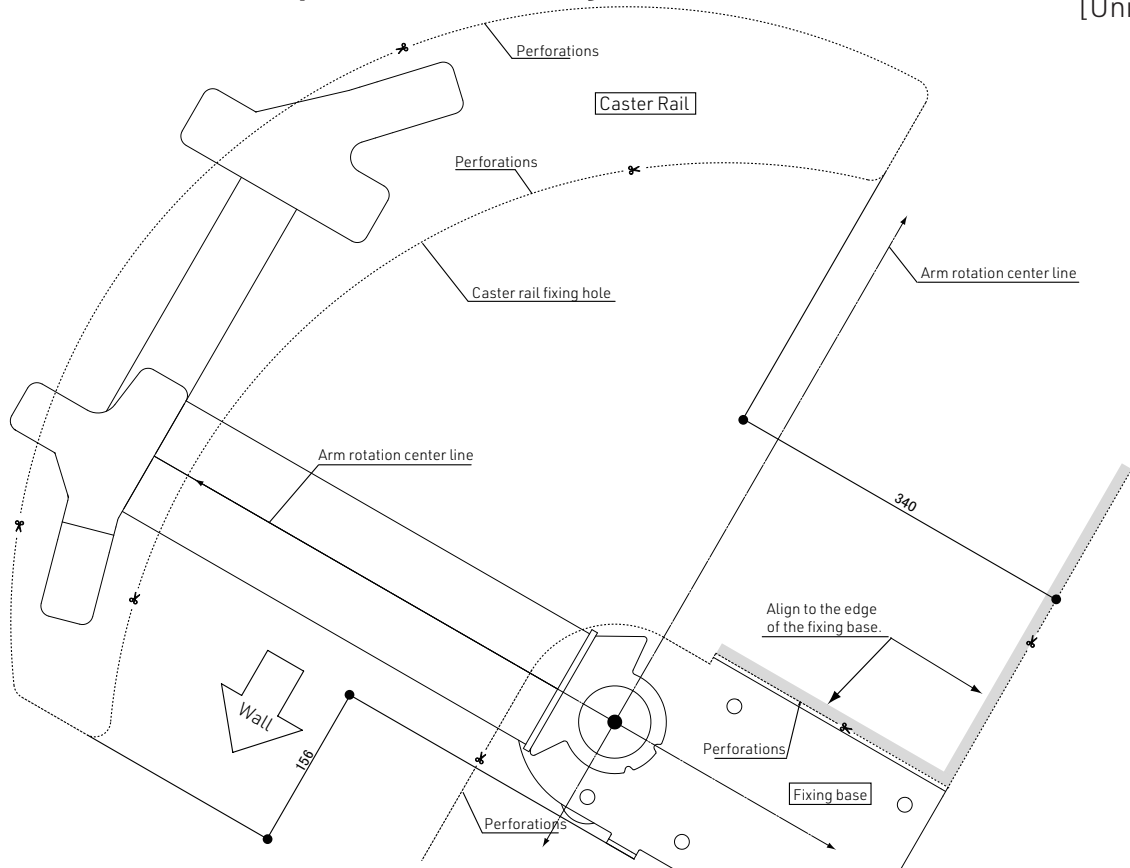 [Un
Perforations
Caster Rail
Perforations
Arm rotation center line
Caster rail fixing hole
Arm rotation center line
340
Align to the edge
of the fixing base.
Wall
156
Perforations
Fixing base
Perforations